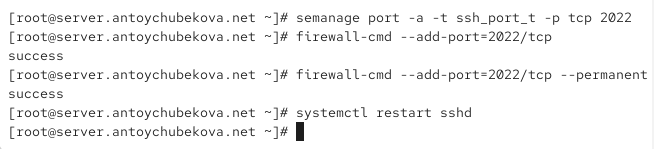 [root@server.antoychubekova.net ~]# semanage port -a -t ssh_port_t -p tcp 2022
[root@server.antoychubekova.net ~]# firewall-cmd --add-port=2022/tcp
success
[root@server.antoychubekova.net ~]# firewall-cmd --add-port=2022/tcp --permanent
success
[root@server.antoychubekova.net ~]# systemctl restart sshd
[root@server.antoychubekova.net ~]#